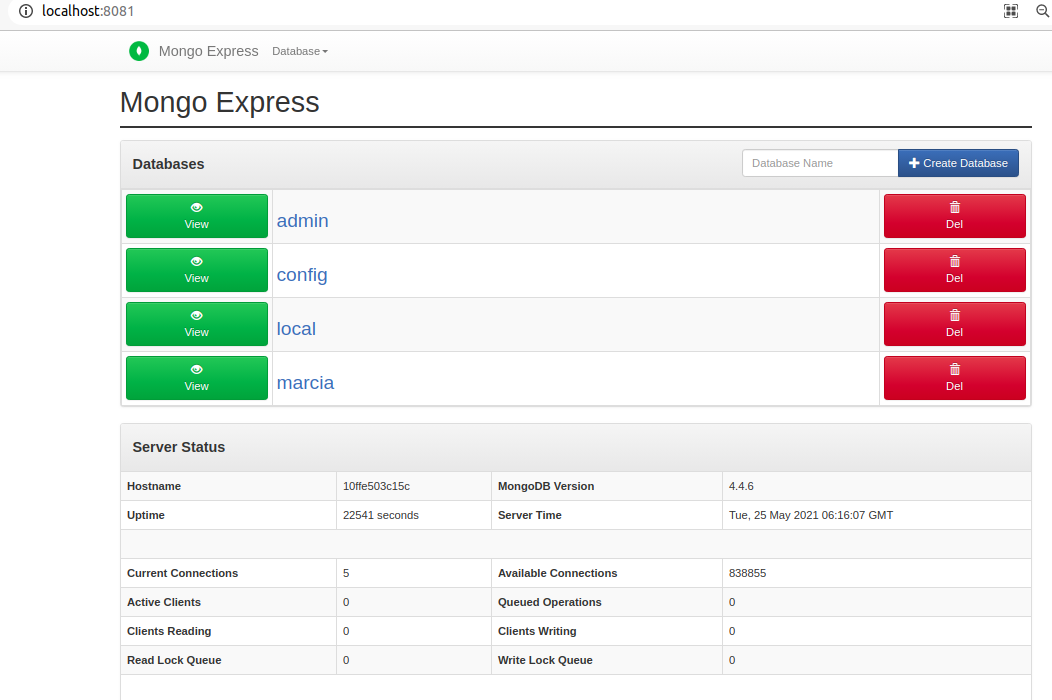 localhost:8081
Mongo Express Database
Mongo Express
Databases Database Name Create Database
View admin Del
View config Del
View local Del
View marcia Del
Server Status
Hostname 10ffe503c15c MongoDB Version 4.4.6
Uptime 22541 seconds Server Time Tue, 25 May 2021 06:16:07 GMT
Current Connections 5 Available Connections 838855
Active Clients 0 Queued Operations 0
Clients Reading 0 Clients Writing 0
Read Lock Queue 0 Write Lock Queue 0